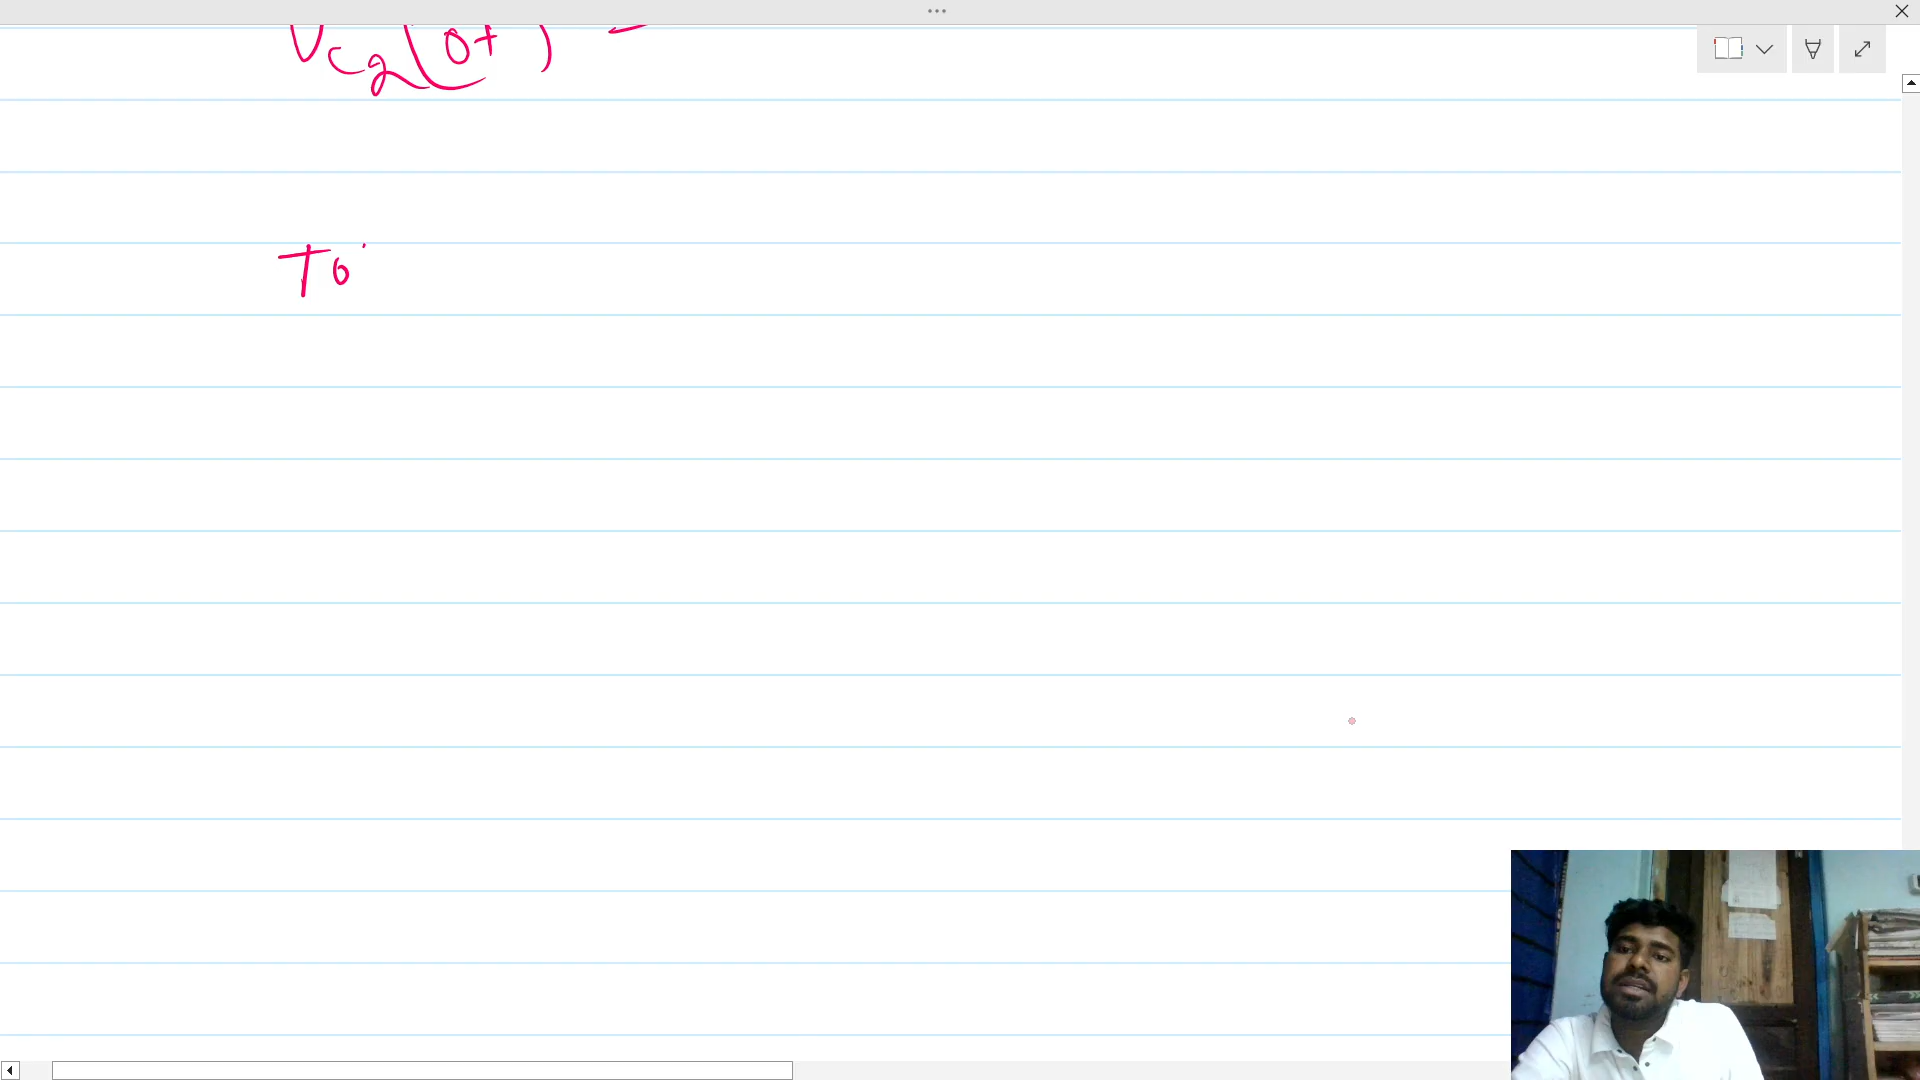 Vc2(0+) =
To